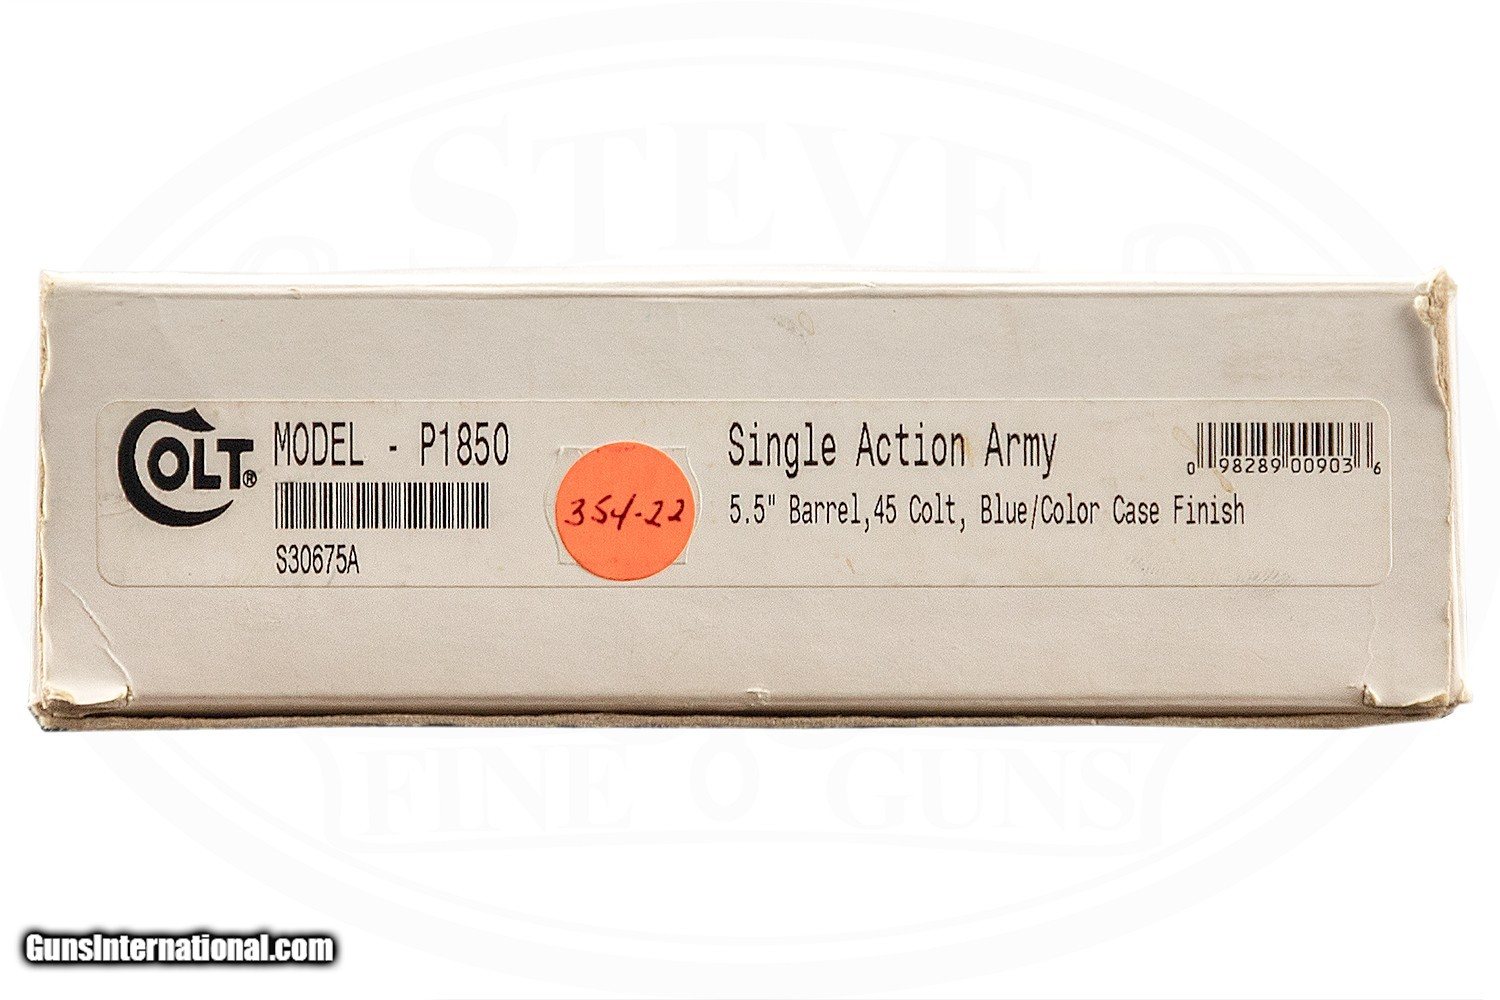 STEVE
COLT®
MODEL - P1850
S30675A
354-22
Single Action Army
5.5" Barrel,45 Colt, Blue/Color Case Finish
0 98289 00903 6
FINE GUNS
GunsInternational.com